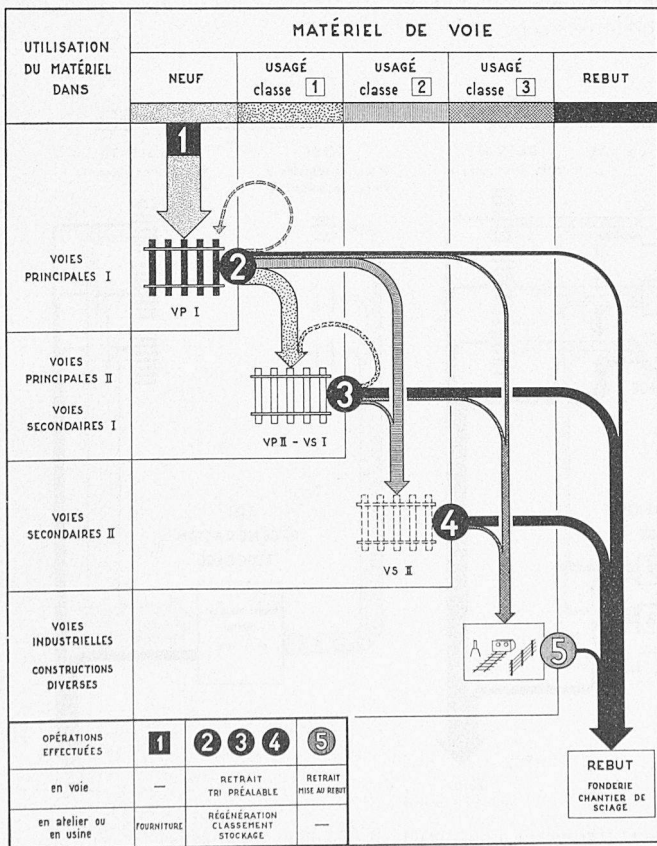 UTILISATION
DU MATÉRIEL
DANS
MATÉRIEL DE VOIE
NEUF
USAGÉ
classe 1
USAGÉ
classe 2
USAGÉ
classe 3
REBUT
1
VOIES
PRINCIPALES I
2
VP I
VOIES
PRINCIPALES II
VOIES
SECONDAIRES I
3
VP II - VS I
VOIES
SECONDAIRES II
4
VS II
VOIES
INDUSTRIELLES
CONSTRUCTIONS
DIVERSES
5
REBUT
FONDERIE
CHANTIER DE
SCIAGE
OPÉRATIONS
EFFECTUÉES
1
2 3 4
5
en voie
—
RETRAIT
TRI PRÉALABLE
RETRAIT
MISE AU REBUT
en atelier ou
en usine
FOURNITURE
RÉGÉNÉRATION
CLASSEMENT
STOCKAGE
—